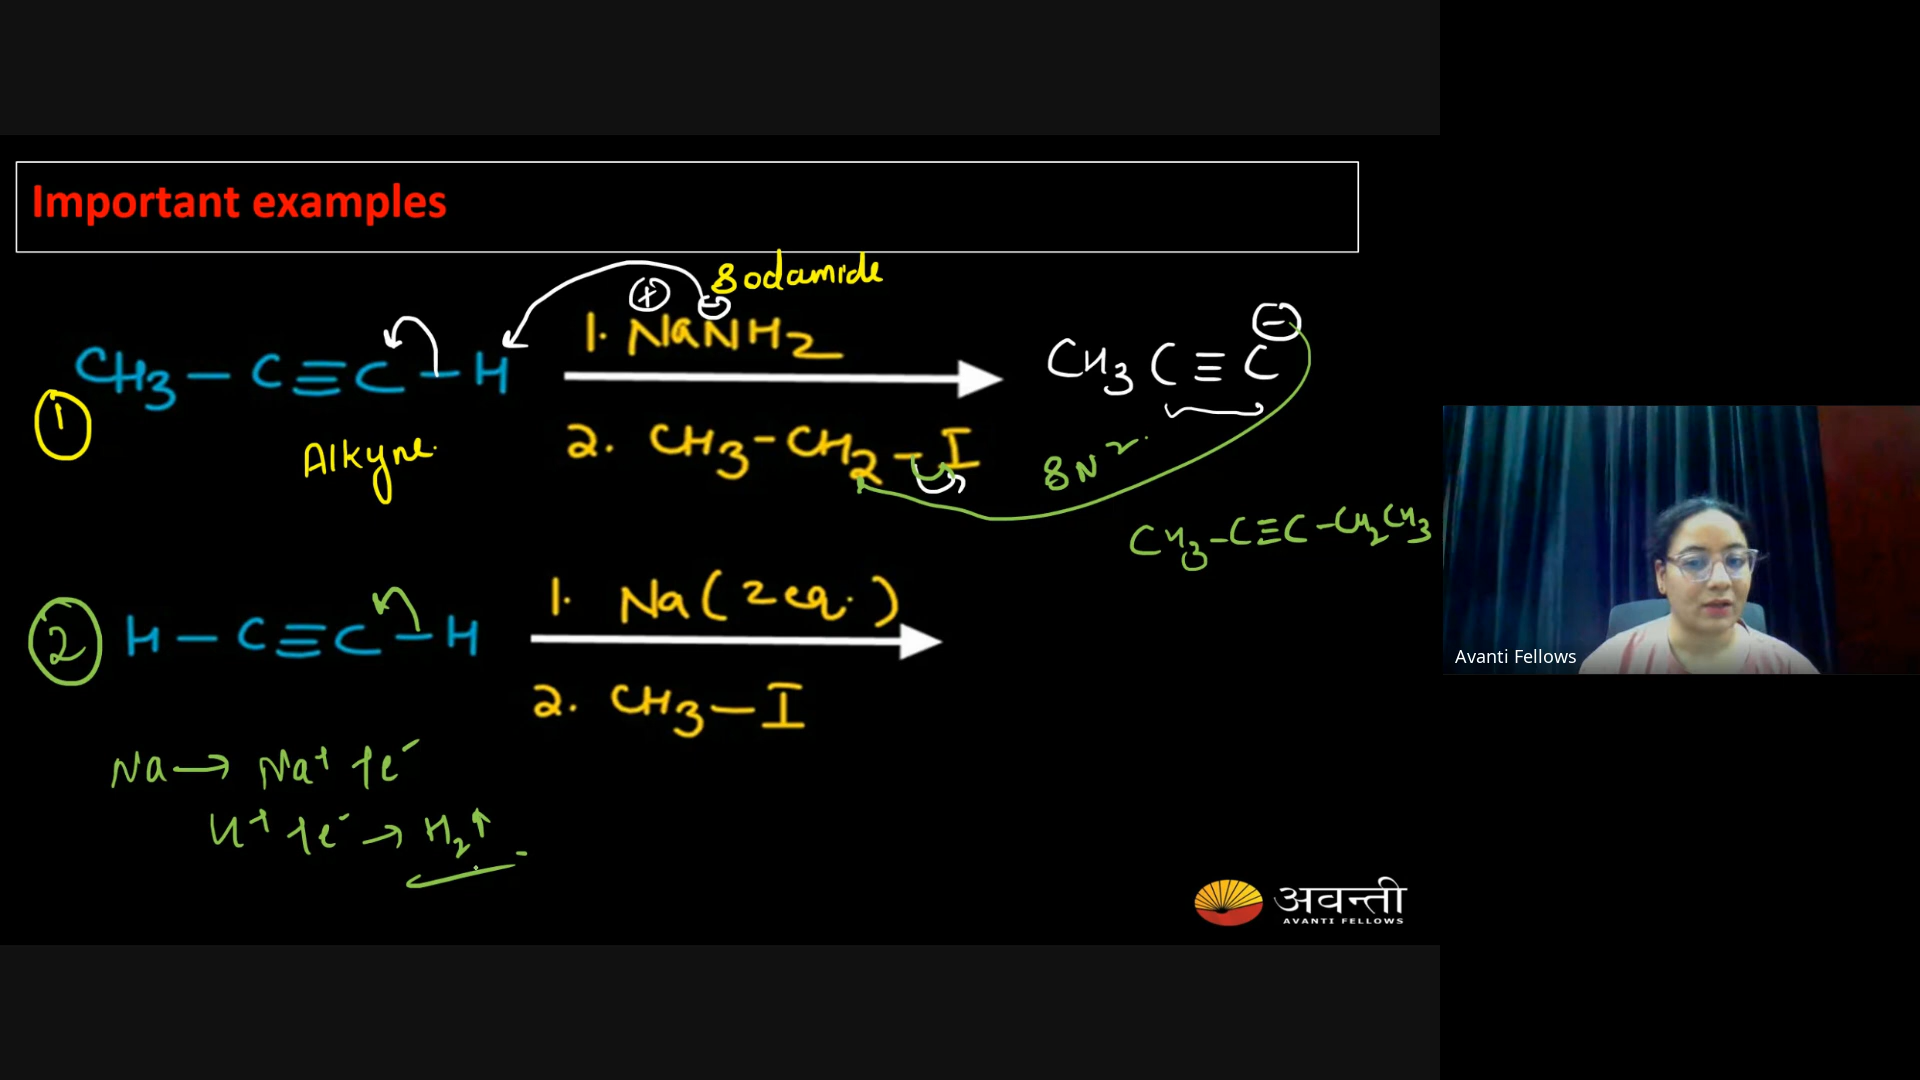 Important examples
Sodamide
⊕ ⊖
1. NaNH2
CH3 – C ≡ C – H
CH3 C ≡ C ⊖
①
2. CH3 – CH2 – I
Alkyne.
SN2.
CH3 – C ≡ C – CH2CH3
1. Na (2eq.)
② H – C ≡ C – H
Avanti Fellows
2. CH3 – I
Na → Na+ + e-
H+ + e- → H2↑
अवन्ती
AVANTI FELLOWS